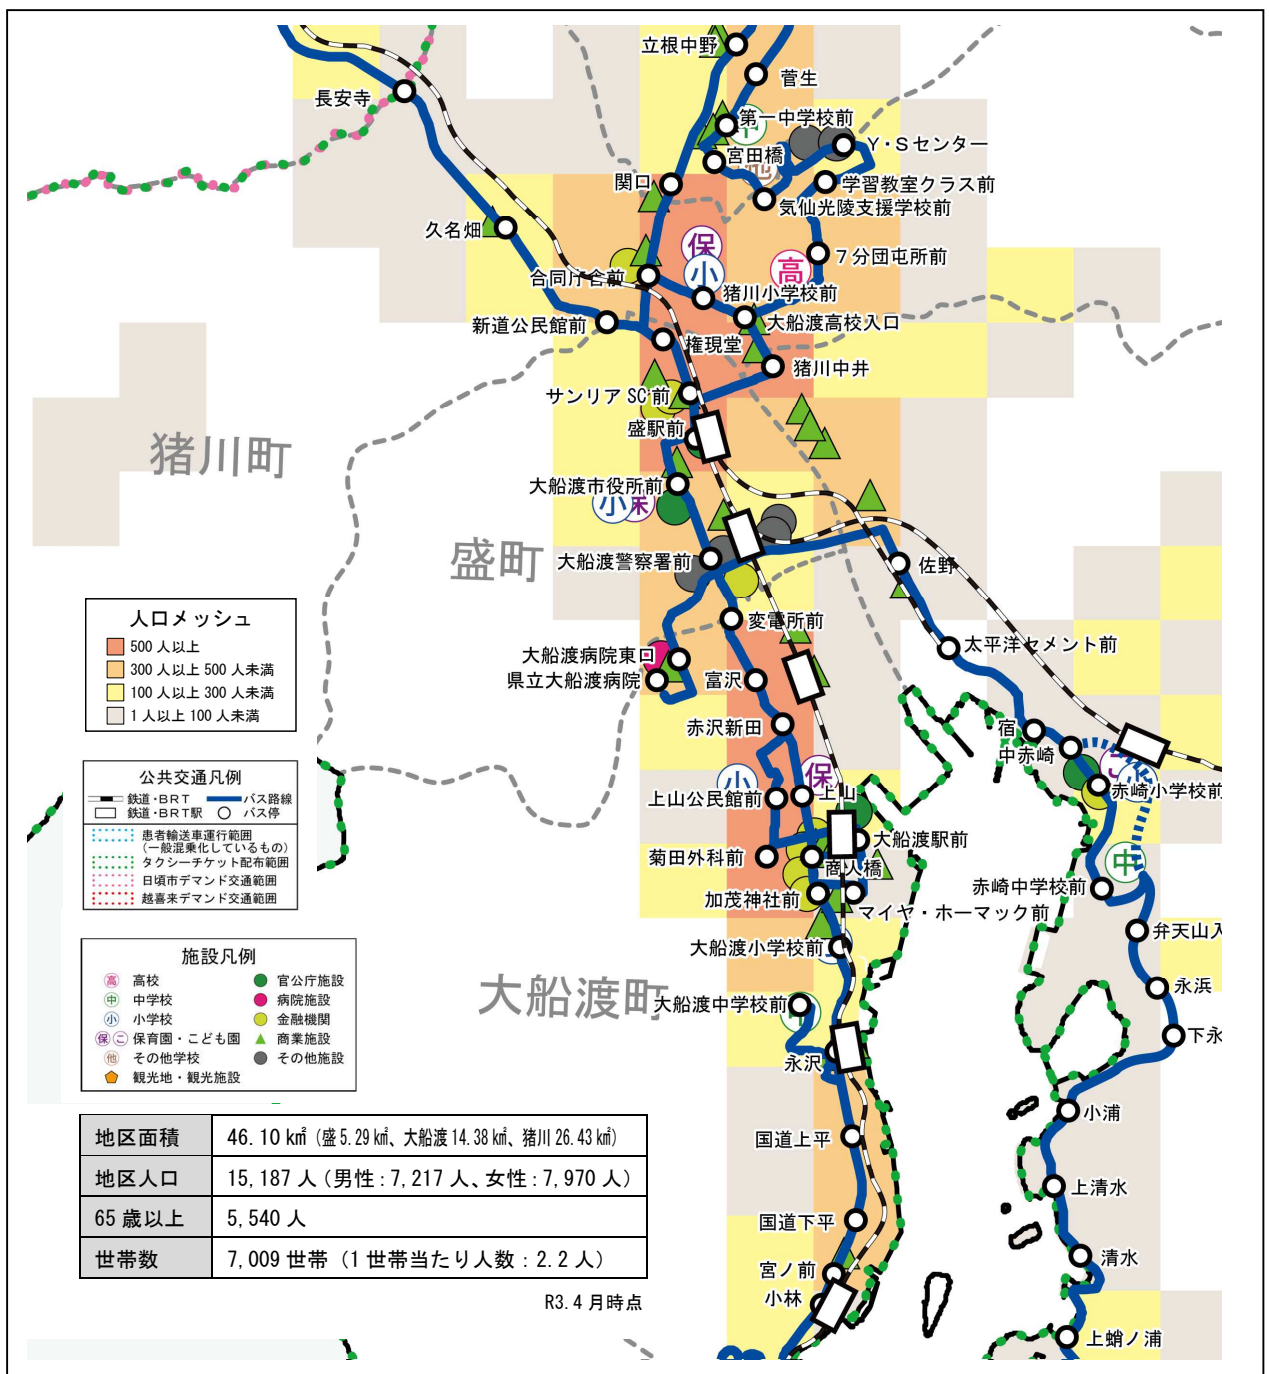 立根中野
菅生
長安寺
第一中学校前
中
宮田橋
Y・Sセンター
他
関口
学習教室クラス前
気仙光陵支援学校前
久名畑
保
7分団屯所前
合同庁舎前
小
高
猪川小学校前
新道公民館前
大船渡高校入口
権現堂
猪川中井
サンリアSC前
盛駅前
猪川町
大船渡市役所前
小
保
盛町
大船渡警察署前
佐野
変電所前
太平洋セメント前
大船渡病院東口
県立大船渡病院
富沢
赤沢新田
宿
中赤崎
こ
小
保
小
赤崎小学校前
上山公民館前
上山
大船渡駅前
菊田外科前
商人橋
中
赤崎中学校前
加茂神社前
マイヤ・ホーマック前
弁天山入
大船渡小学校前
永浜
大船渡町
大船渡中学校前
中
下永
永沢
小浦
国道上平
上清水
国道下平
清水
宮ノ前
小林
上蛸ノ浦
人口メッシュ
500人以上
300人以上500人未満
100人以上300人未満
1人以上100人未満
公共交通凡例
鉄道・BRT
バス路線
鉄道・BRT駅
バス停
患者輸送車運行範囲
(一般混乗化しているもの)
タクシーチケット配布範囲
日頃市デマンド交通範囲
越喜来デマンド交通範囲
施設凡例
高 高校
官公庁施設
中 中学校
病院施設
小 小学校
金融機関
保 こ 保育園・こども園
商業施設
他 その他学校
その他施設
観光地・観光施設
地区面積 46.10㎢(盛5.29㎢、大船渡14.38㎢、猪川26.43㎢)
地区人口 15,187人(男性:7,217人、女性:7,970人)
65歳以上 5,540人
世帯数 7,009世帯(1世帯当たり人数:2.2人)
R3.4月時点